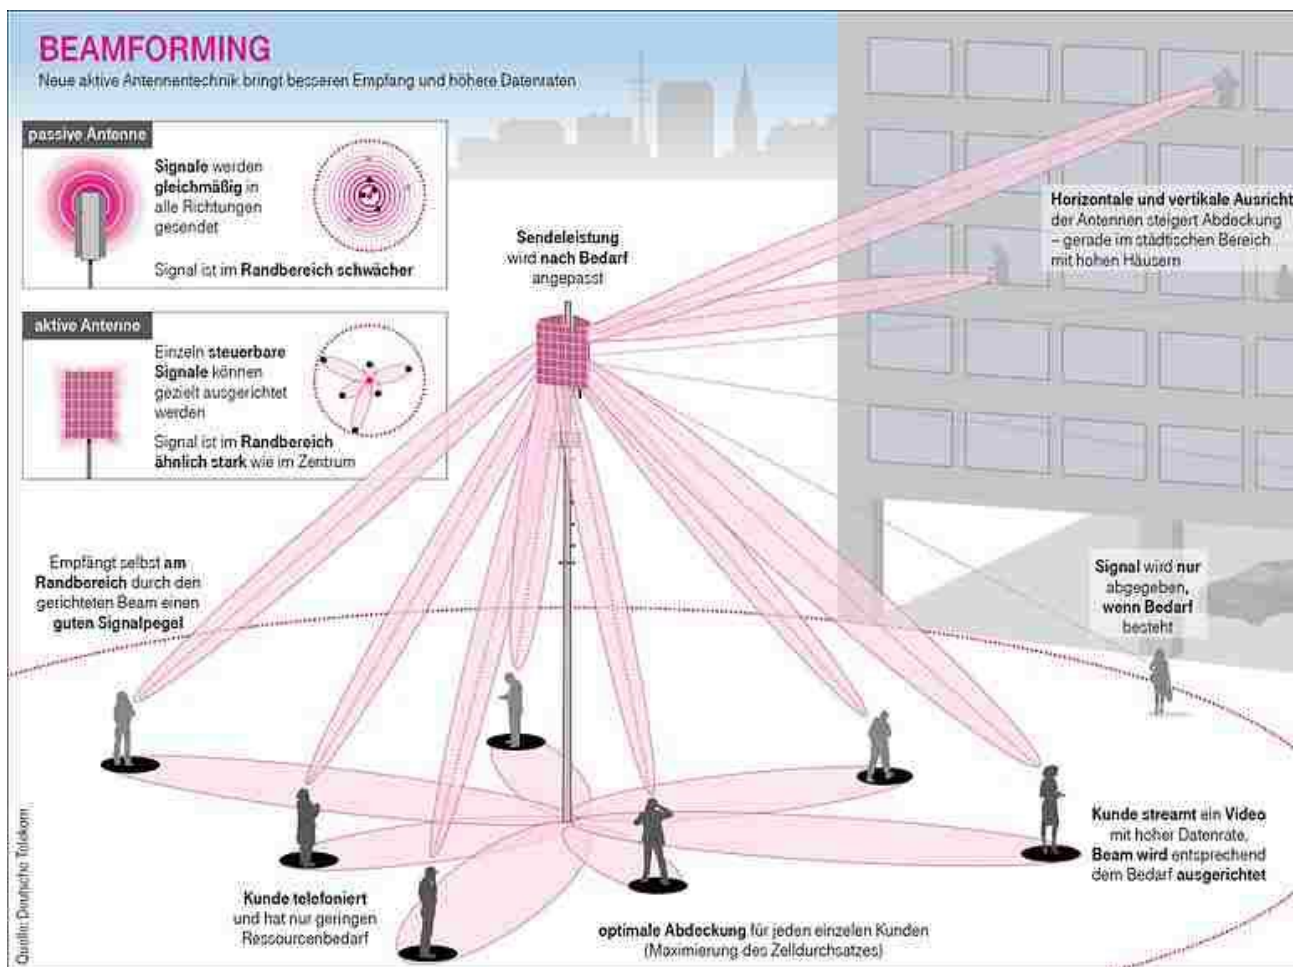 BEAMFORMING
Neue aktive Antennentechnik bringt besseren Empfang und höhere Datenraten
passive Antenne
Signale werden
gleichmäßig in
alle Richtungen
gesendet
Signal ist im Randbereich schwächer
aktive Antenne
Einzeln steuerbare
Signale können
gezielt ausgerichtet
werden
Signal ist im Randbereich
ähnlich stark wie im Zentrum
Sendeleistung
wird nach Bedarf
angepasst
Horizontale und vertikale Ausricht
der Antennen steigert Abdeckung
– gerade im städtischen Bereich
mit hohen Häusern
Empfängt selbst am
Randbereich durch den
gerichteten Beam einen
guten Signalpegel
Signal wird nur
abgegeben,
wenn Bedarf
besteht
Kunde streamt ein Video
mit hoher Datenrate,
Beam wird entsprechend
dem Bedarf ausgerichtet
Kunde telefoniert
und hat nur geringen
Ressourcenbedarf
optimale Abdeckung für jeden einzelen Kunden
(Maximierung des Zelldurchsatzes)
Quelle: Deutsche Telekom